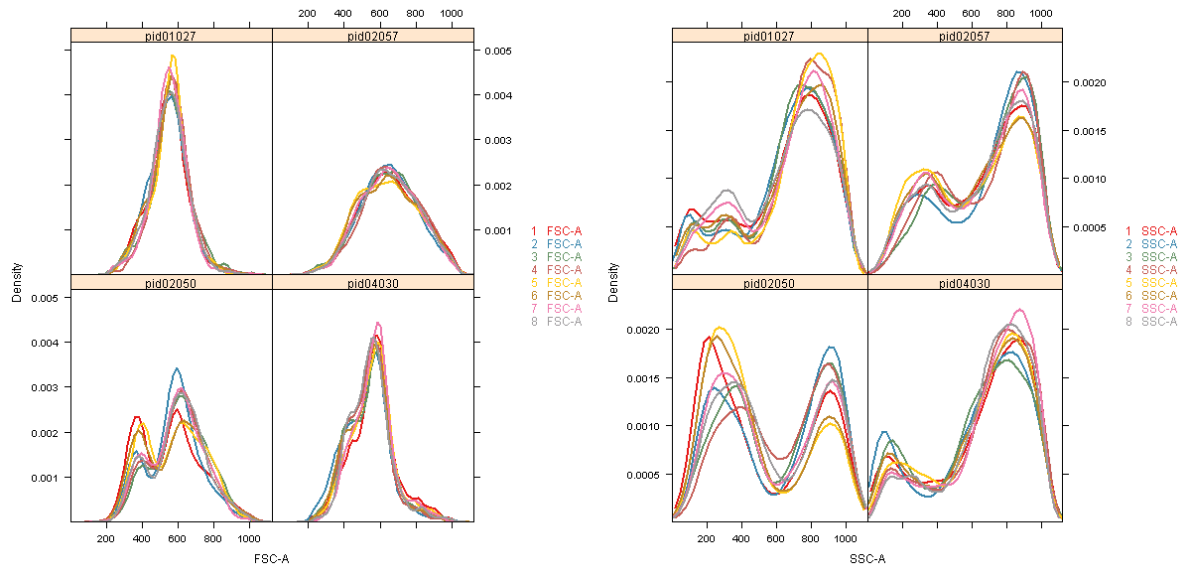 200 400 600 800 1000
pid01027 pid02057
0.005
0.004
0.003
0.002
0.001
pid02050 pid04030
0.005
0.004
0.003
0.002
0.001
200 400 600 800 1000
Density
FSC-A
1 FSC-A
2 FSC-A
3 FSC-A
4 FSC-A
5 FSC-A
6 FSC-A
7 FSC-A
8 FSC-A
200 400 600 800 1000
pid01027 pid02057
0.0020
0.0015
0.0010
0.0005
pid02050 pid04030
0.0020
0.0015
0.0010
0.0005
200 400 600 800 1000
Density
SSC-A
1 SSC-A
2 SSC-A
3 SSC-A
4 SSC-A
5 SSC-A
6 SSC-A
7 SSC-A
8 SSC-A